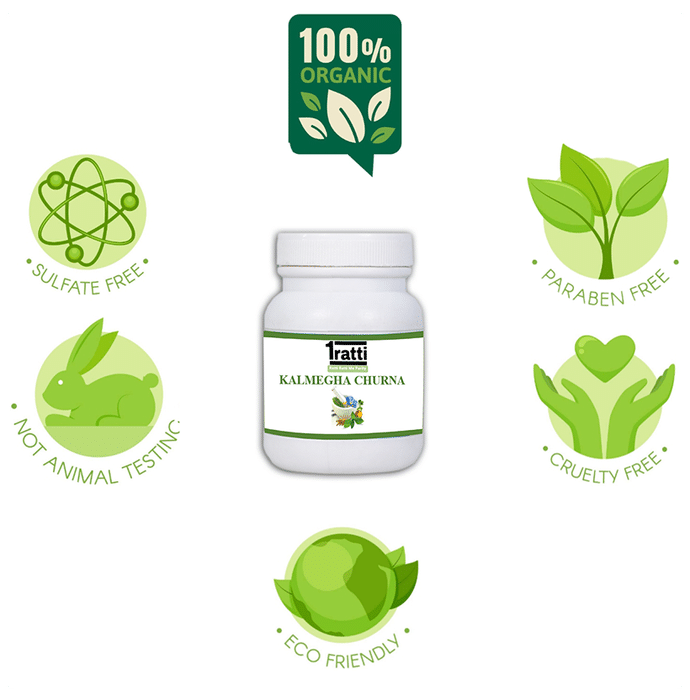 100%
ORGANIC
• SULFATE FREE •
• PARABEN FREE •
1ratti
KALMEGHA CHURNA
• NOT ANIMAL TESTING
• CRUELTY FREE •
• ECO FRIENDLY •